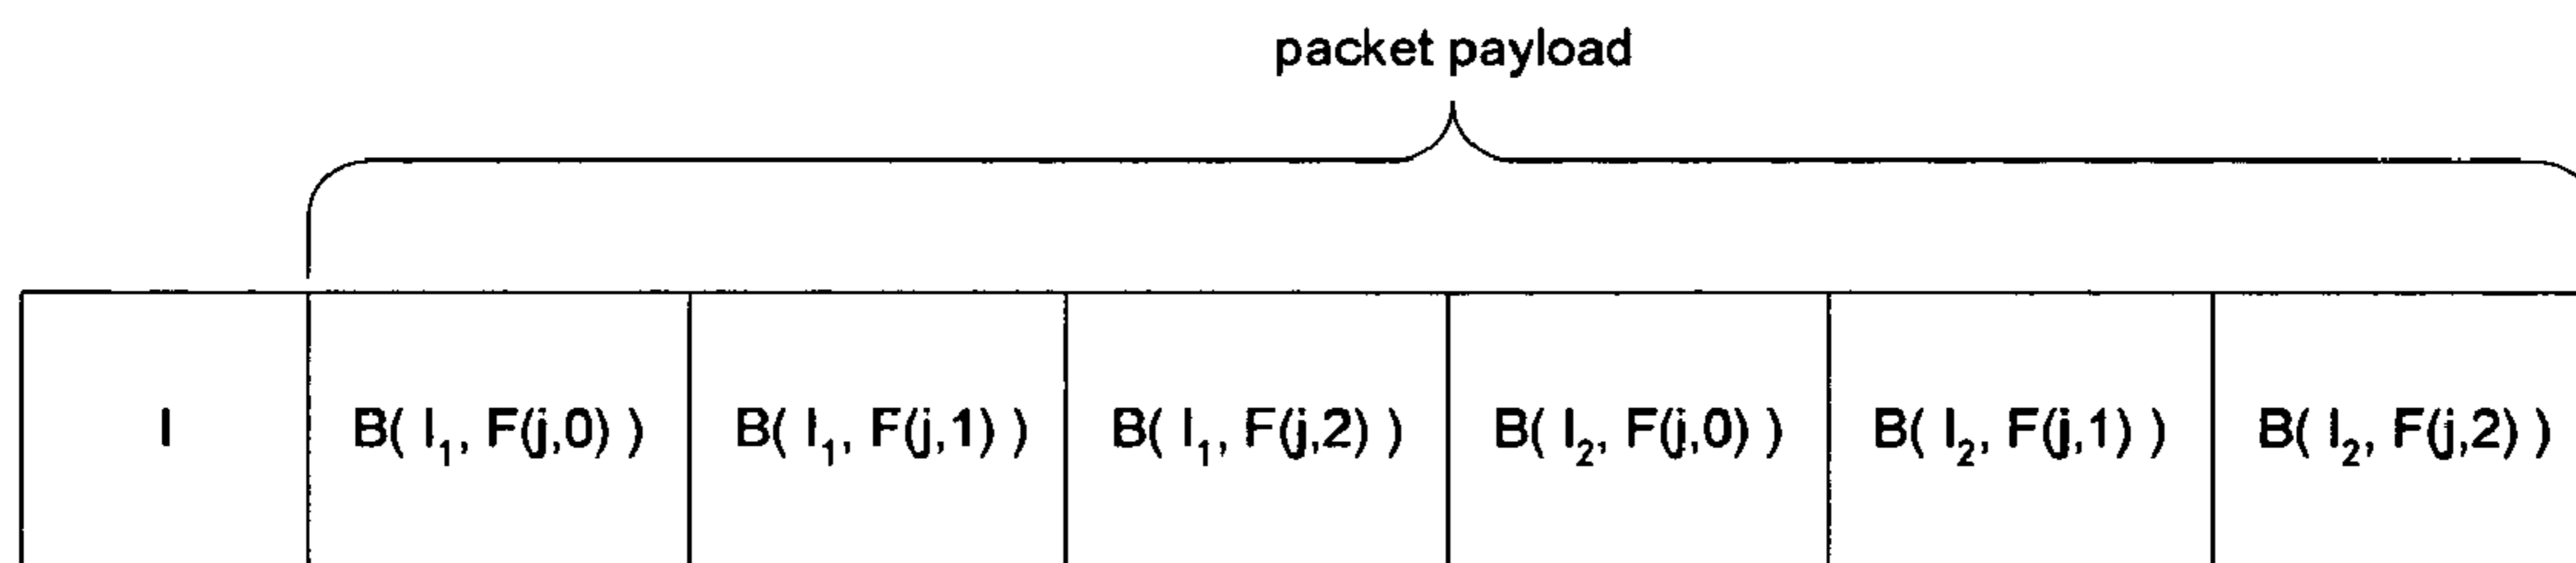 packet payload
I B( I₁, F(j,0) ) B( I₁, F(j,1) ) B( I₁, F(j,2) ) B( I₂, F(j,0) ) B( I₂, F(j,1) ) B( I₂, F(j,2) )